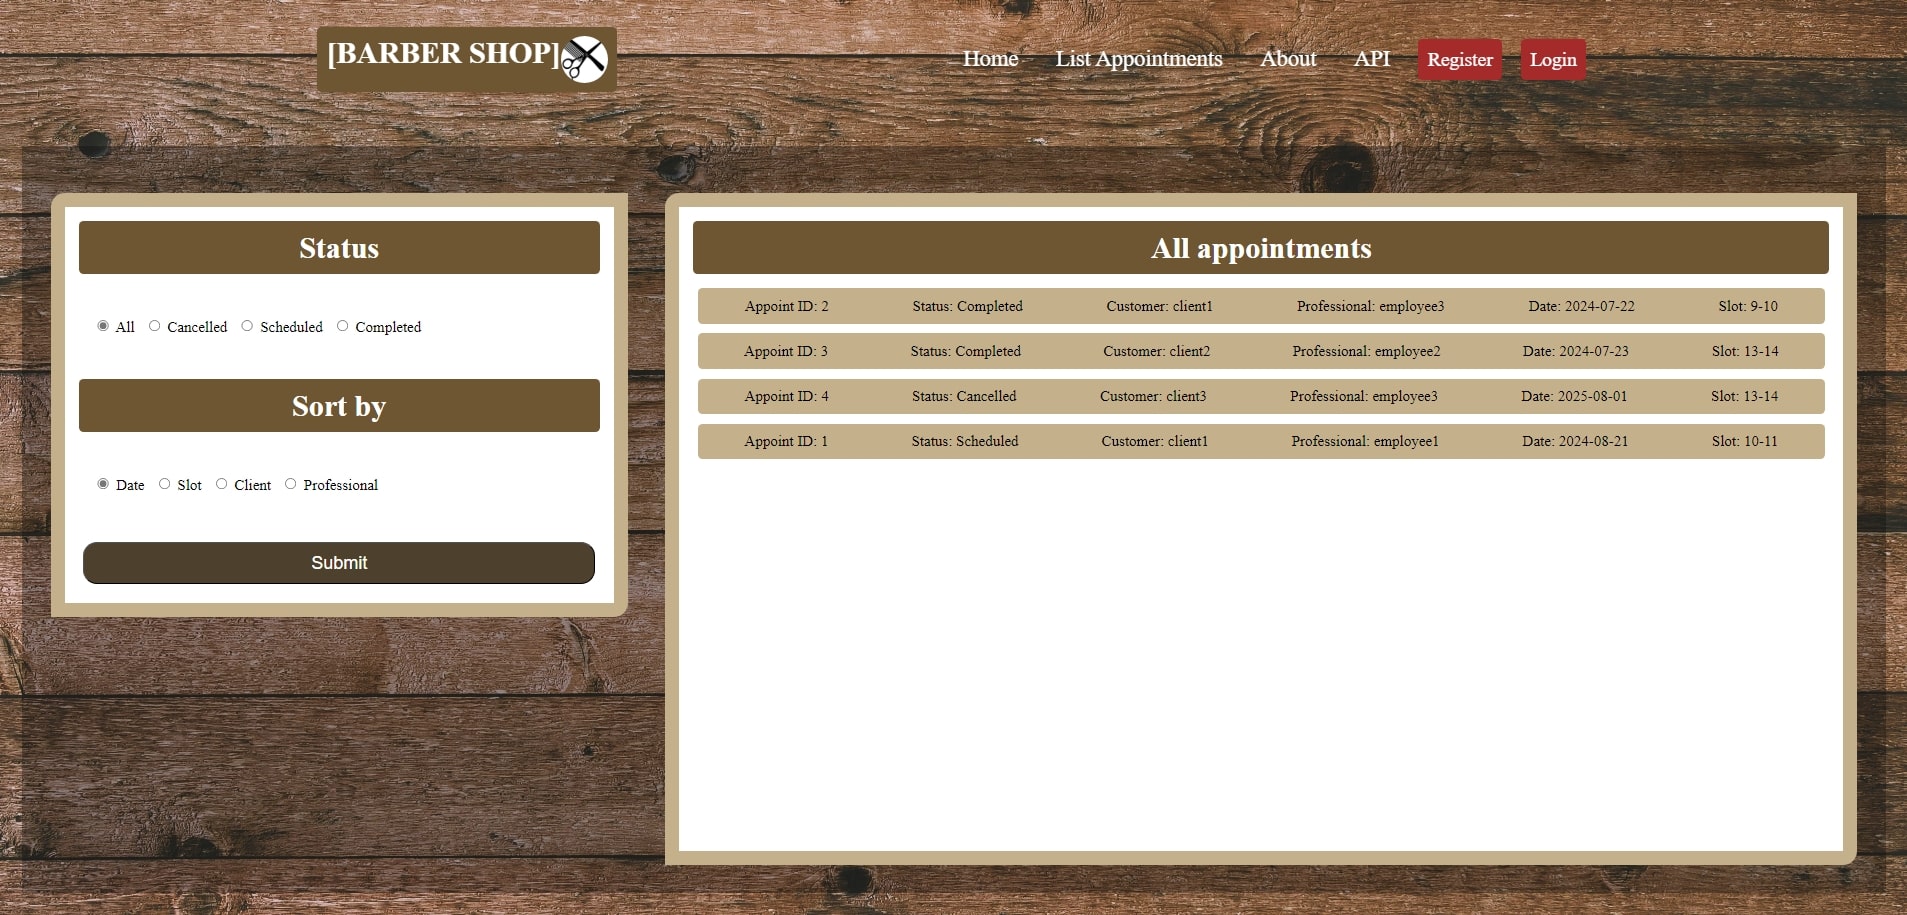 [BARBER SHOP]
Home List Appointments About API Register Login
Status
All Cancelled Scheduled Completed
Sort by
Date Slot Client Professional
Submit
All appointments
Appoint ID: 2 Status: Completed Customer: client1 Professional: employee3 Date: 2024-07-22 Slot: 9-10
Appoint ID: 3 Status: Completed Customer: client2 Professional: employee2 Date: 2024-07-23 Slot: 13-14
Appoint ID: 4 Status: Cancelled Customer: client3 Professional: employee3 Date: 2025-08-01 Slot: 13-14
Appoint ID: 1 Status: Scheduled Customer: client1 Professional: employee1 Date: 2024-08-21 Slot: 10-11